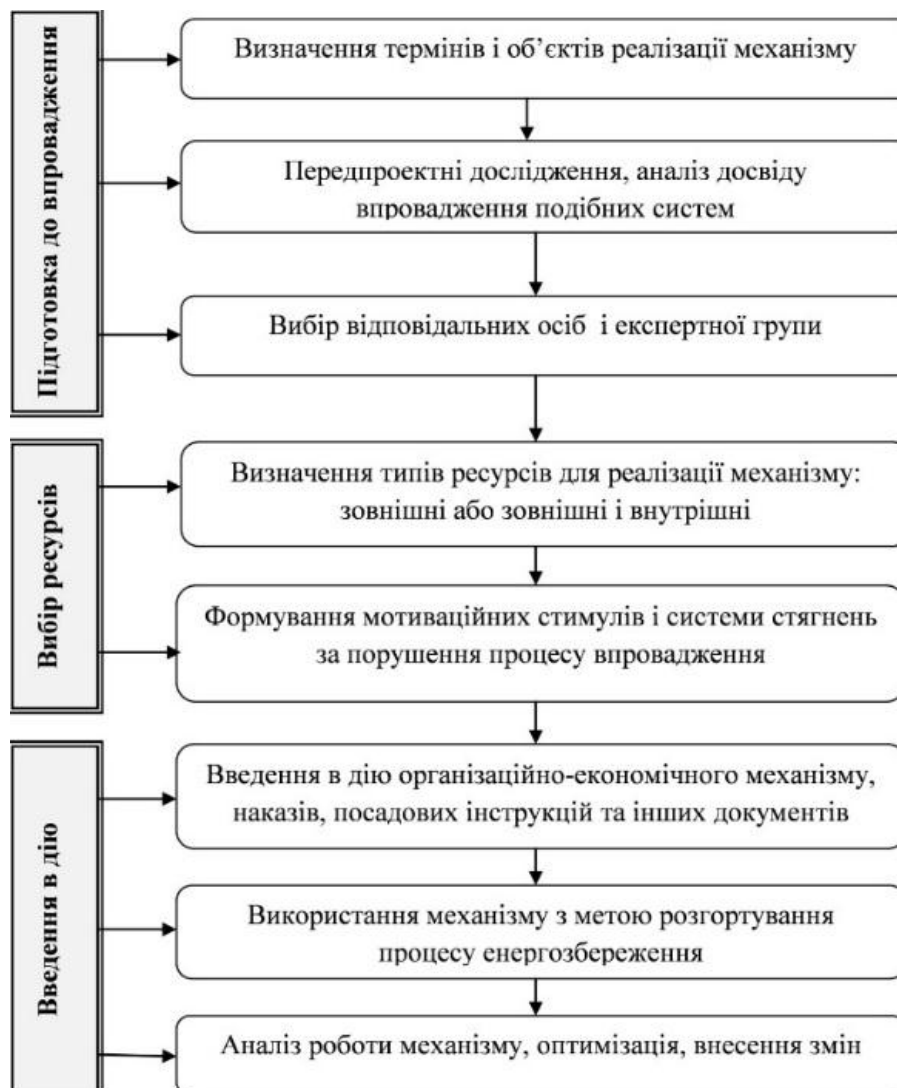 Підготовка до впровадження
Визначення термінів і об’єктів реалізації механізму
Передпроектні дослідження, аналіз досвіду
впровадження подібних систем
Вибір відповідальних осіб і експертної групи
Вибір ресурсів
Визначення типів ресурсів для реалізації механізму:
зовнішні або зовнішні і внутрішні
Формування мотиваційних стимулів і системи стягнень
за порушення процесу впровадження
Введення в дію
Введення в дію організаційно-економічного механізму,
наказів, посадових інструкцій та інших документів
Використання механізму з метою розгортування
процесу енергозбереження
Аналіз роботи механізму, оптимізація, внесення змін